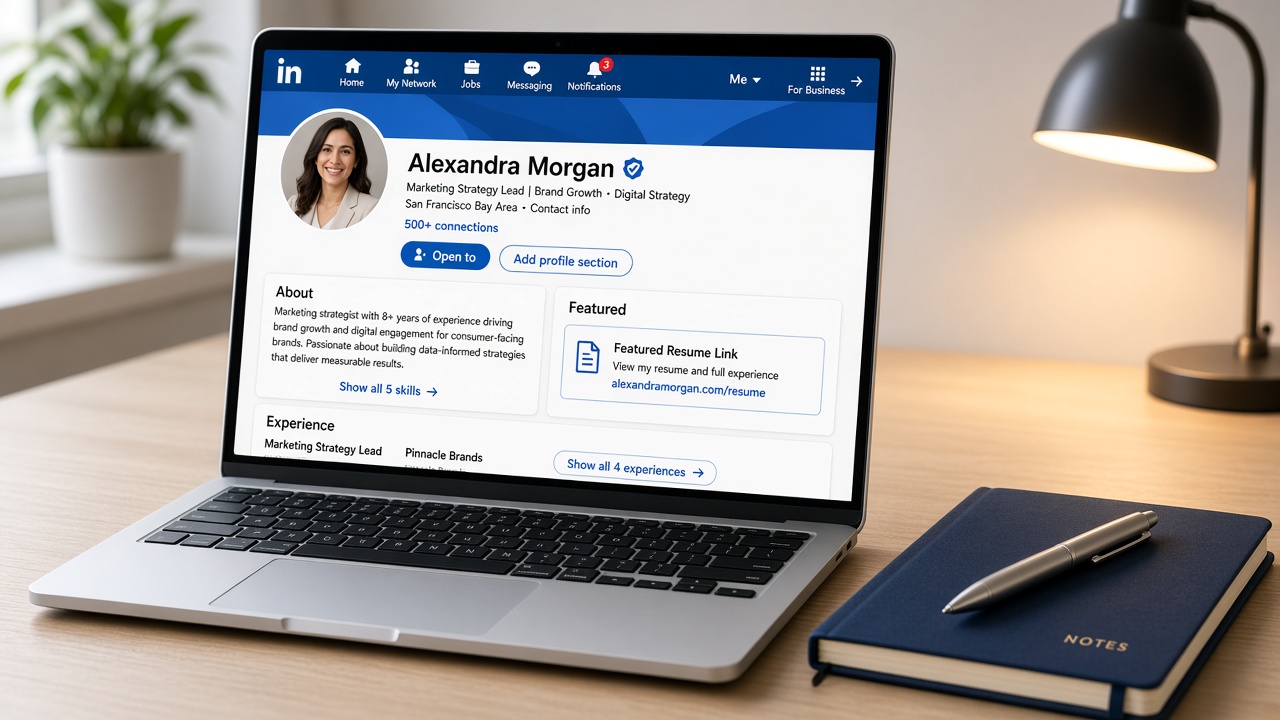 in
Home
My Network
Jobs
Messaging
3
Notifications
Me
For Business
Alexandra Morgan
Marketing Strategy Lead | Brand Growth • Digital Strategy
San Francisco Bay Area • Contact info
500+ connections
Open to
Add profile section
About
Marketing strategist with 8+ years of experience driving
brand growth and digital engagement for consumer-facing
brands. Passionate about building data-informed strategies
that deliver measurable results.
Show all 5 skills →
Featured
Featured Resume Link
View my resume and full experience
alexandramorgan.com/resume
Experience
Marketing Strategy Lead
Pinnacle Brands
Show all 4 experiences →
NOTES